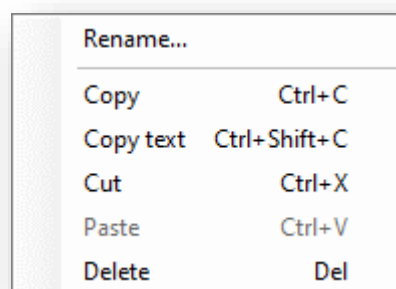 Rename...
Copy Ctrl+C
Copy text Ctrl+Shift+C
Cut Ctrl+X
Paste Ctrl+V
Delete Del